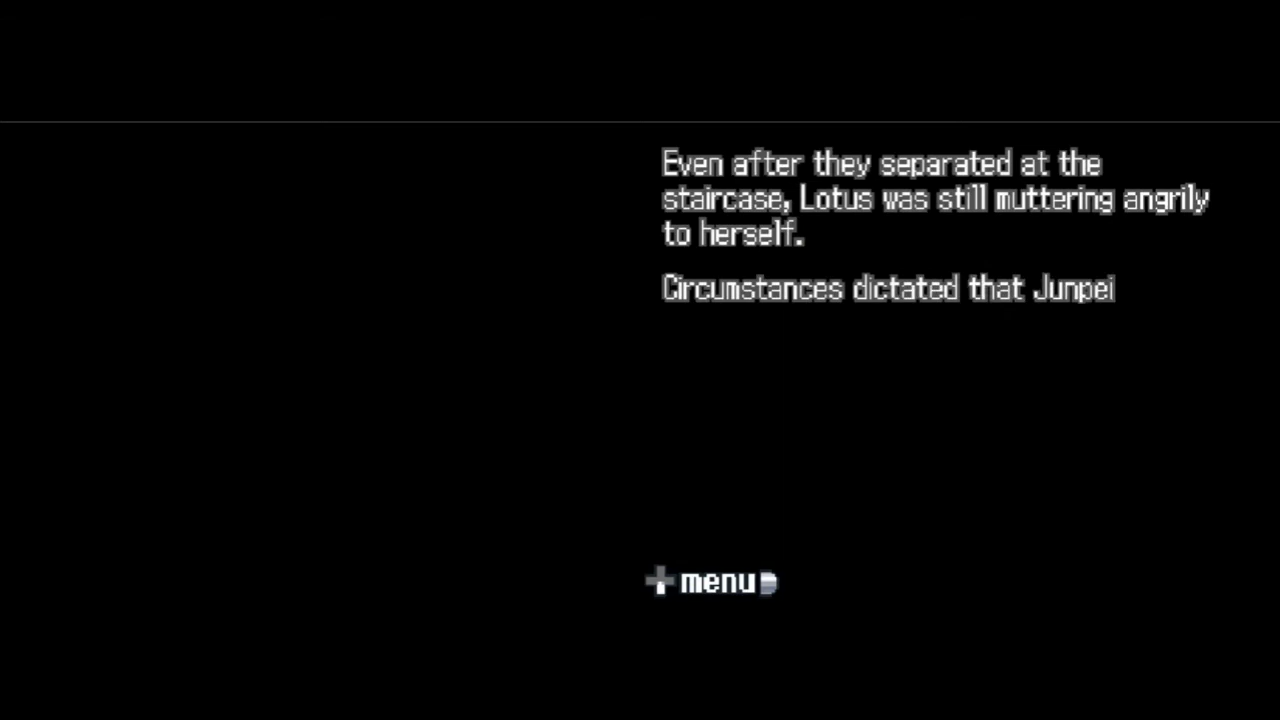 Even after they separated at the
staircase, Lotus was still muttering angrily
to herself.
Circumstances dictated that Junpei
menu